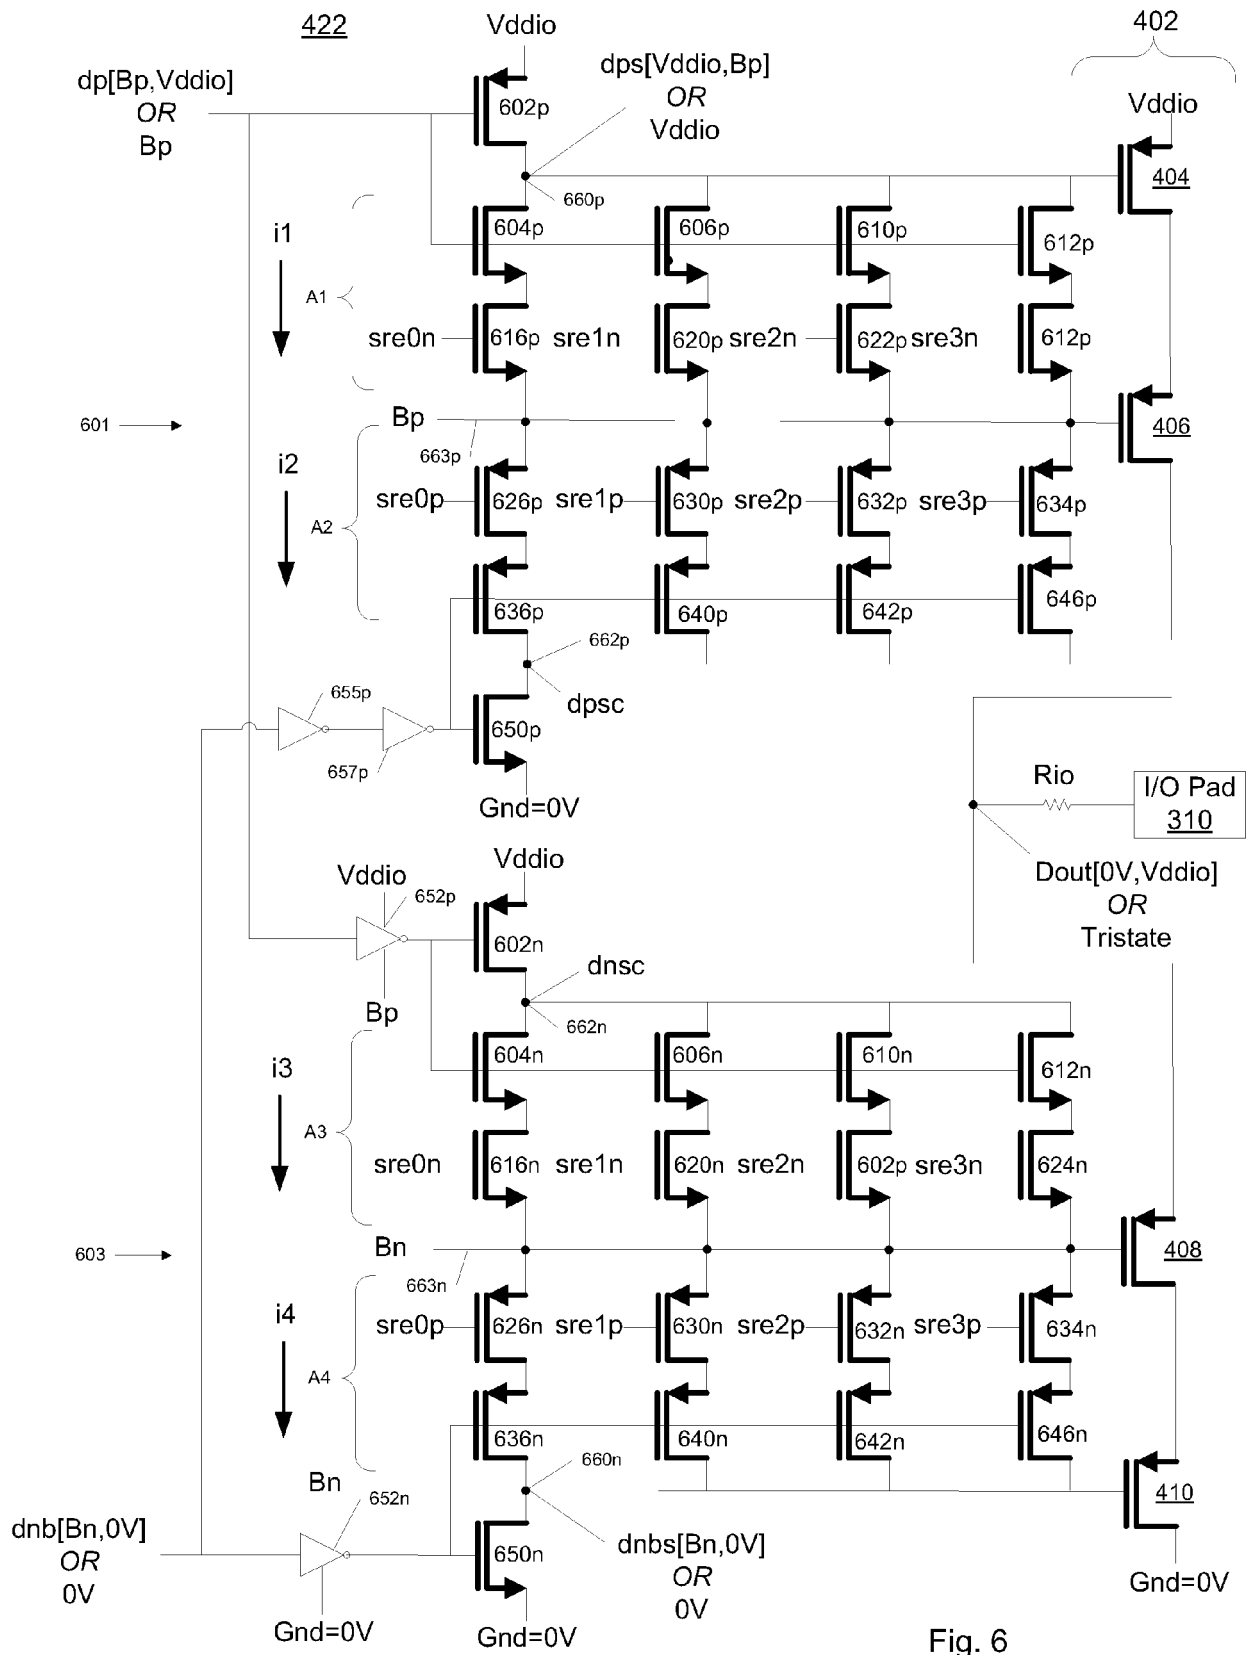 422
Vddio
402
dp[Bp,Vddio]
OR
Bp
602p
dps[Vddio,Bp]
OR
Vddio
Vddio
404
660p
604p
606p
610p
612p
i1
A1
sre0n
616p
sre1n
620p
sre2n
622p
sre3n
612p
601
Bp
663p
406
i2
A2
sre0p
626p
sre1p
630p
sre2p
632p
sre3p
634p
636p
640p
642p
646p
662p
dpsc
655p
657p
650p
Gnd=0V
Rio
I/O Pad
310
Vddio
Dout[0V,Vddio]
OR
Tristate
Vddio
652p
602n
Bp
dnsc
662n
604n
606n
610n
612n
i3
A3
sre0n
616n
sre1n
620n
sre2n
602p
sre3n
624n
603
Bn
663n
408
i4
A4
sre0p
626n
sre1p
630n
sre2p
632n
sre3p
634n
636n
640n
642n
646n
660n
410
Bn
652n
dnb[Bn,0V]
OR
0V
650n
dnbs[Bn,0V]
OR
0V
Gnd=0V
Gnd=0V
Gnd=0V
Fig. 6